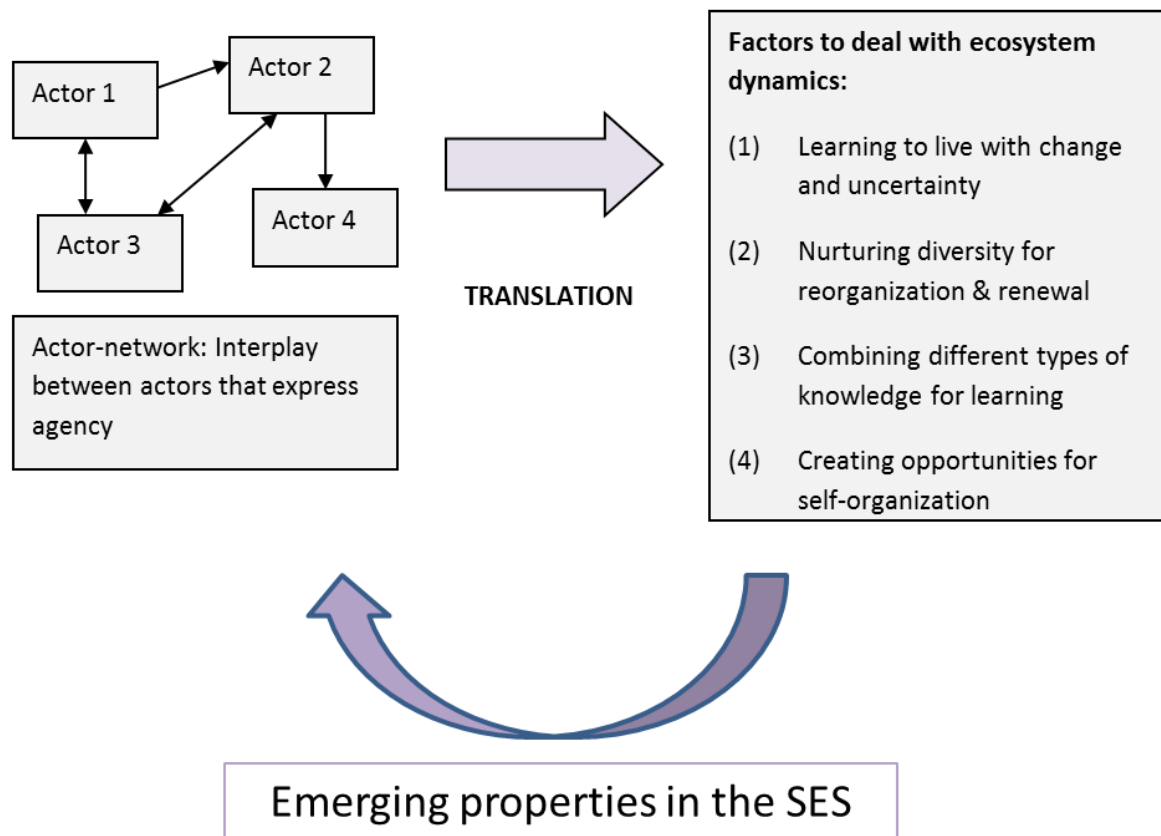 Actor 1
Actor 2
Actor 3
Actor 4
Actor-network: Interplay
between actors that express
agency
TRANSLATION
Factors to deal with ecosystem
dynamics:
(1) Learning to live with change
and uncertainty
(2) Nurturing diversity for
reorganization & renewal
(3) Combining different types of
knowledge for learning
(4) Creating opportunities for
self-organization
Emerging properties in the SES